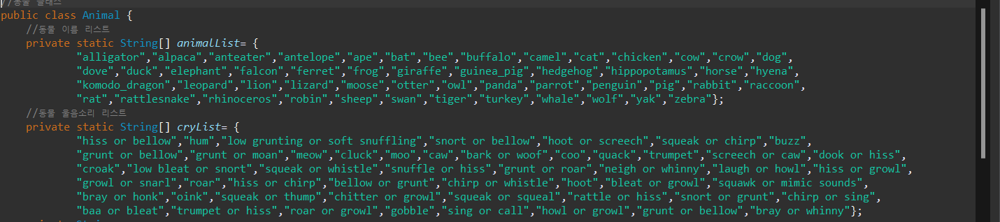 //동물 클래스
public class Animal {
//동물 이름 리스트
private static String[] animalList= {
"alligator","alpaca","anteater","antelope","ape","bat","bee","buffalo","camel","cat","chicken","cow","crow","dog",
"dove","duck","elephant","falcon","ferret","frog","giraffe","guinea_pig","hedgehog","hippopotamus","horse","hyena",
"komodo_dragon","leopard","lion","lizard","moose","otter","owl","panda","parrot","penguin","pig","rabbit","raccoon",
"rat","rattlesnake","rhinoceros","robin","sheep","swan","tiger","turkey","whale","wolf","yak","zebra"};
//동물 울음소리 리스트
private static String[] cryList= {
"hiss or bellow","hum","low grunting or soft snuffling","snort or bellow","hoot or screech","squeak or chirp","buzz",
"grunt or bellow","grunt or moan","meow","cluck","moo","caw","bark or woof","coo","quack","trumpet","screech or caw","dook or hiss",
"croak","low bleat or snort","squeak or whistle","snuffle or hiss","grunt or roar","neigh or whinny","laugh or howl","hiss or growl",
"growl or snarl","roar","hiss or chirp","bellow or grunt","chirp or whistle","hoot","bleat or growl","squawk or mimic sounds",
"bray or honk","oink","squeak or thump","chitter or growl","squeak or squeal","rattle or hiss","snort or grunt","chirp or sing",
"baa or bleat","trumpet or hiss","roar or growl","gobble","sing or call","howl or growl","grunt or bellow","bray or whinny"};